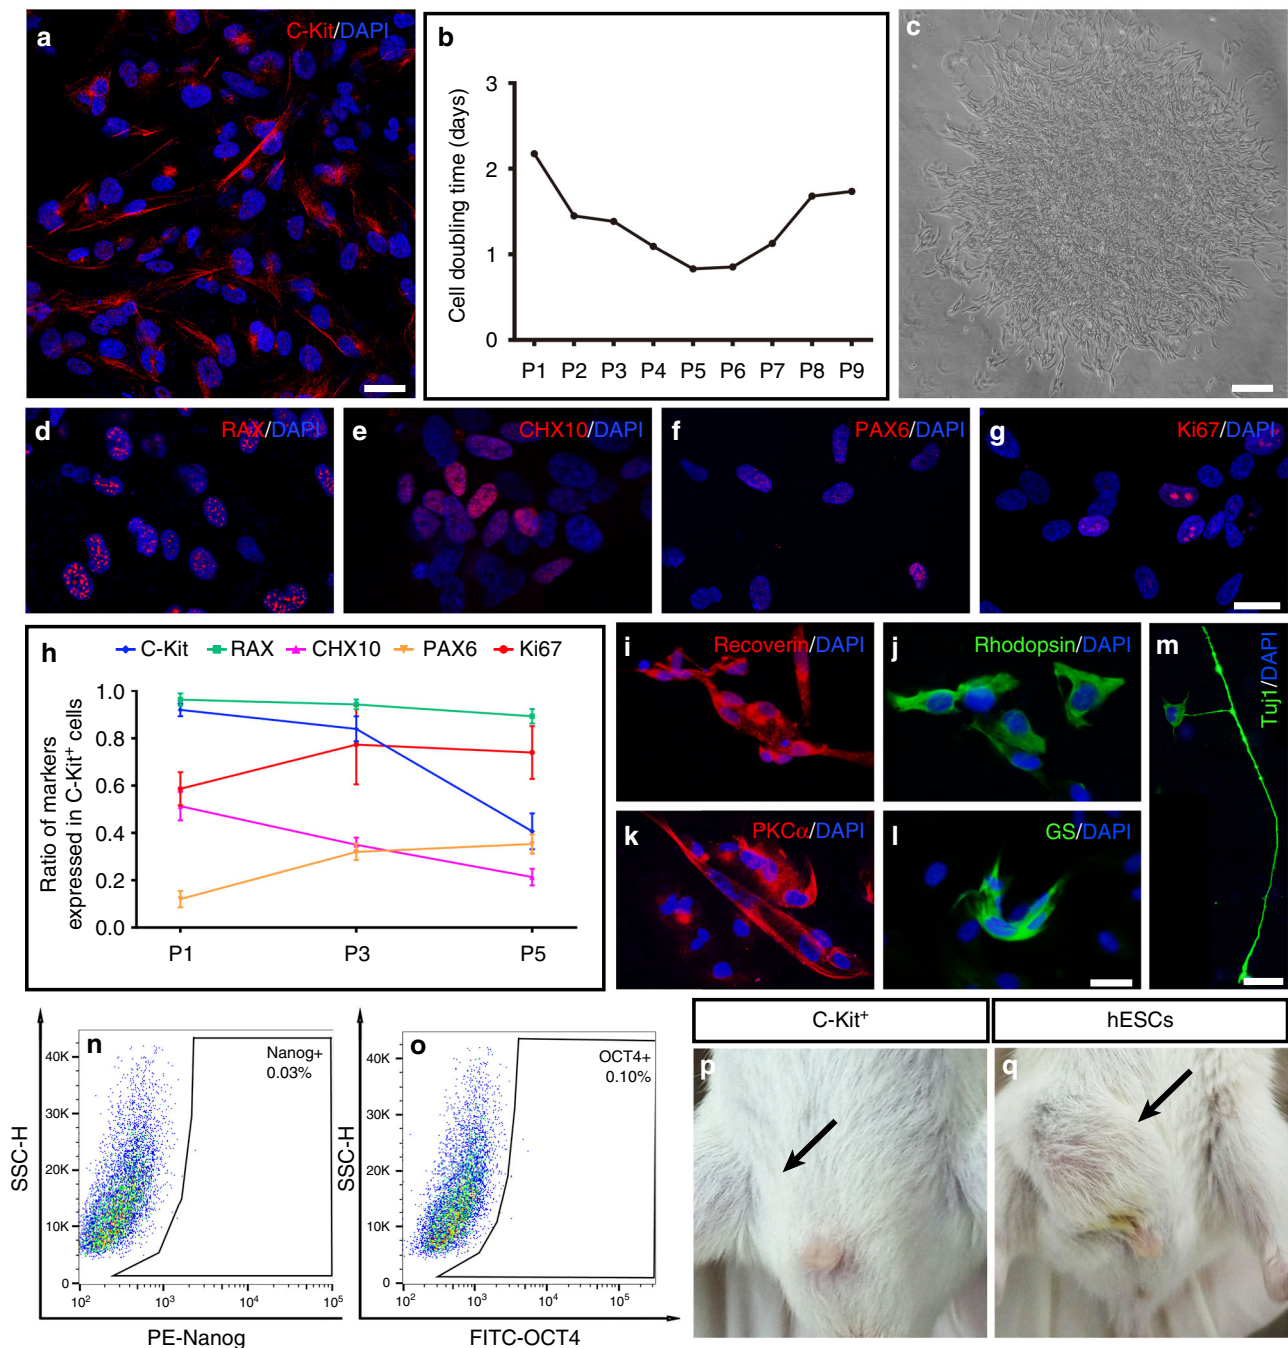 a
C-Kit/DAPI
b
Cell doubling time (days)
3
2
1
0
P1 P2 P3 P4 P5 P6 P7 P8 P9
c
d
RAX/DAPI
e
CHX10/DAPI
f
PAX6/DAPI
g
Ki67/DAPI
h
C-Kit RAX CHX10 PAX6 Ki67
Ratio of markers
expressed in C-Kit⁺ cells
1.0
0.8
0.6
0.4
0.2
0.0
P1 P3 P5
i
Recoverin/DAPI
j
Rhodopsin/DAPI
k
PKCα/DAPI
l
GS/DAPI
m
Tuj1/DAPI
n
Nanog+
0.03%
SSC-H
40K
30K
20K
10K
0
10² 10³ 10⁴ 10⁵
PE-Nanog
o
OCT4+
0.10%
SSC-H
40K
30K
20K
10K
0
10² 10³ 10⁴ 10⁵
FITC-OCT4
C-Kit⁺
p
hESCs
q